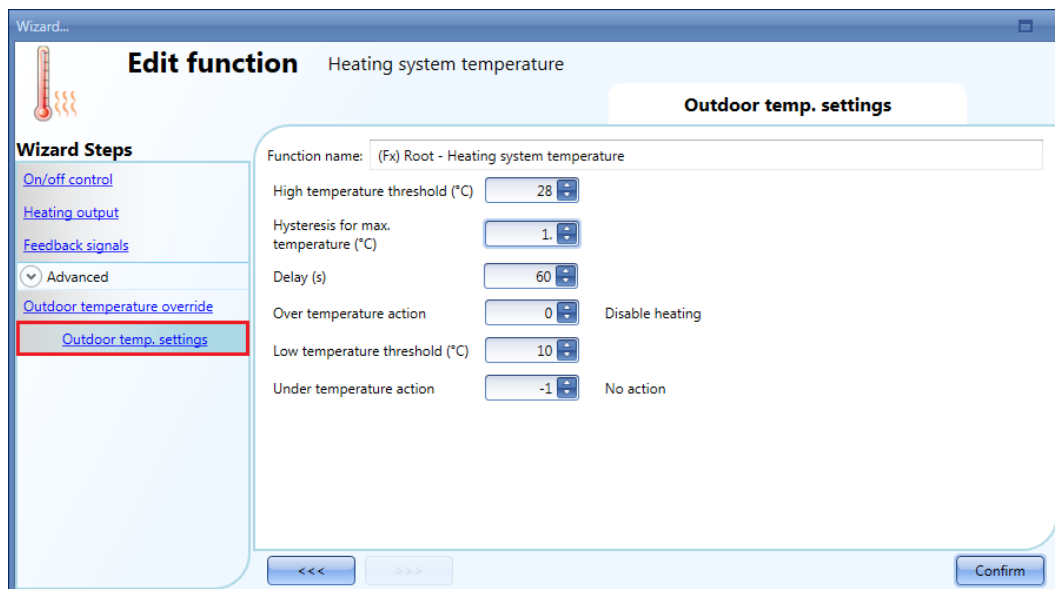 Wizard...
Edit function Heating system temperature
Outdoor temp. settings
Wizard Steps
On/off control
Heating output
Feedback signals
Advanced
Outdoor temperature override
Outdoor temp. settings
Function name: (Fx) Root - Heating system temperature
High temperature threshold (°C) 28
Hysteresis for max.
temperature (°C) 1.
Delay (s) 60
Over temperature action 0 Disable heating
Low temperature threshold (°C) 10
Under temperature action -1 No action
<<< >>> Confirm